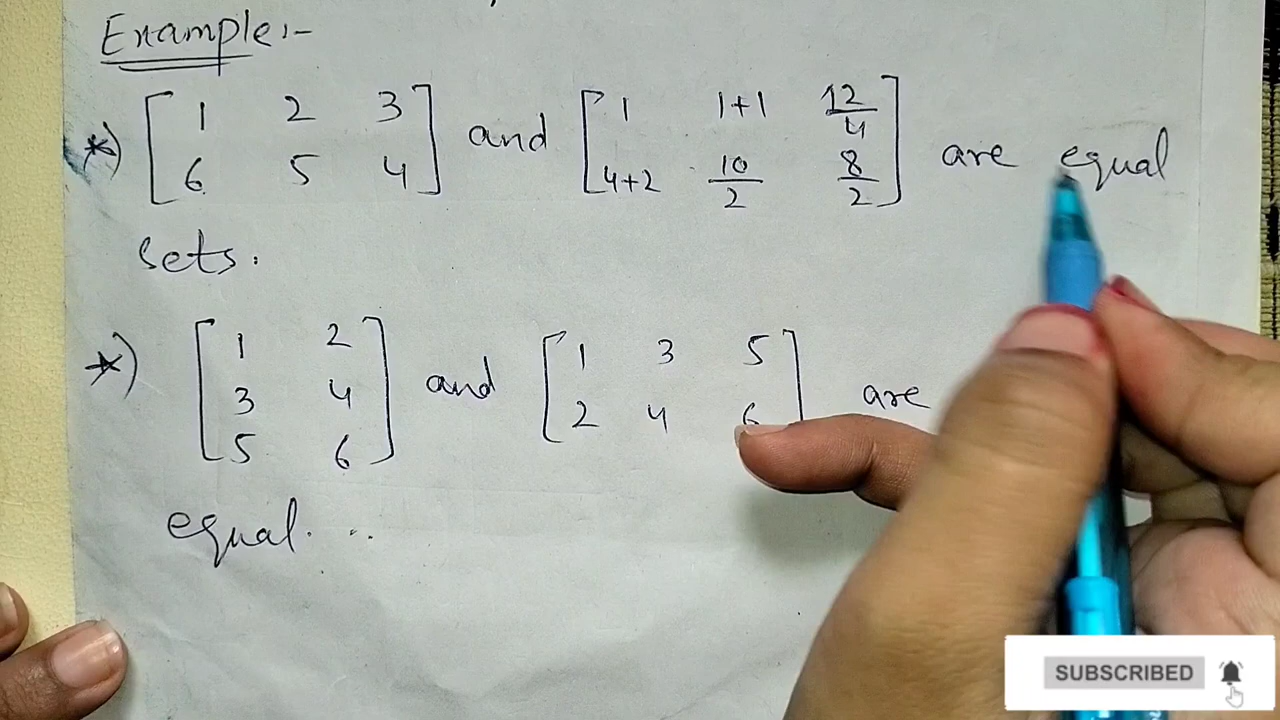 Example:-
*) [ 1 2 3 ] and [ 1 1+1 12/4 ] are equal
[ 6 5 4 ] [ 4+2 10/2 8/2 ]
sets.
*) [ 1 2 ] and [ 1 3 5 ] are
[ 3 4 ] [ 2 4 6 ]
[ 5 6 ]
equal. ..
SUBSCRIBED